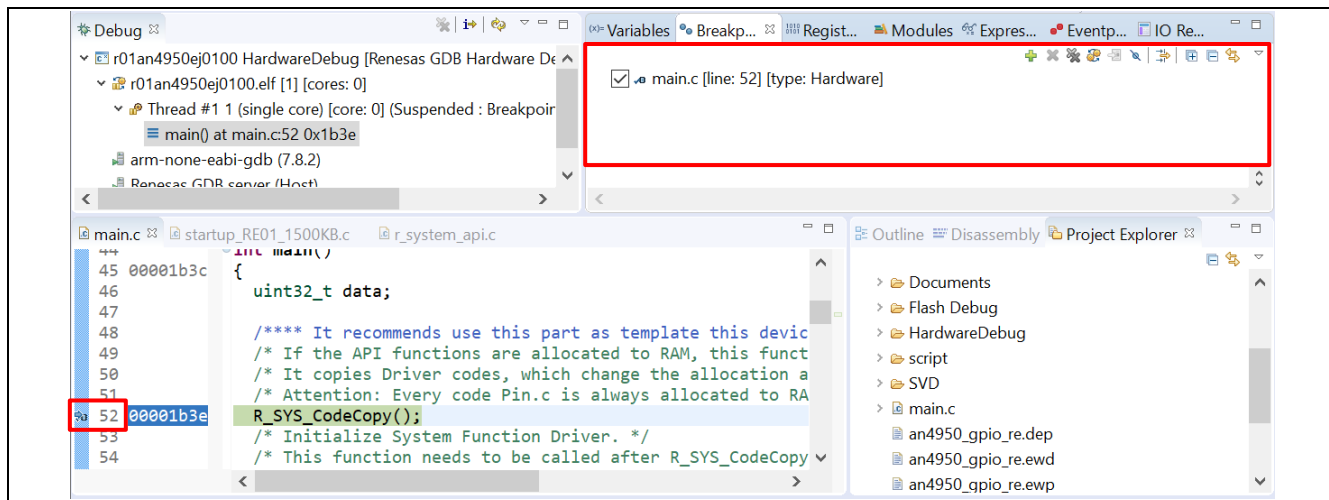 Debug
r01an4950ej0100 HardwareDebug [Renesas GDB Hardware De
r01an4950ej0100.elf [1] [cores: 0]
Thread #1 1 (single core) [core: 0] (Suspended : Breakpoin
main() at main.c:52 0x1b3e
arm-none-eabi-gdb (7.8.2)
Renesas GDB server (Host)
(x)= Variables Breakp... Regist... Modules Expres... Eventp... IO Re...
main.c [line: 52] [type: Hardware]
main.c startup_RE01_1500KB.c r_system_api.c
44 int main()
45 00001b3c {
46 uint32_t data;
47
48 /**** It recommends use this part as template this devic
49 /* If the API functions are allocated to RAM, this funct
50 /* It copies Driver codes, which change the allocation a
51 /* Attention: Every code Pin.c is always allocated to RA
52 00001b3e R_SYS_CodeCopy();
53 /* Initialize System Function Driver. */
54 /* This function needs to be called after R_SYS_CodeCopy
Outline Disassembly Project Explorer
Documents
Flash Debug
HardwareDebug
script
SVD
main.c
an4950_gpio_re.dep
an4950_gpio_re.ewd
an4950_gpio_re.ewp